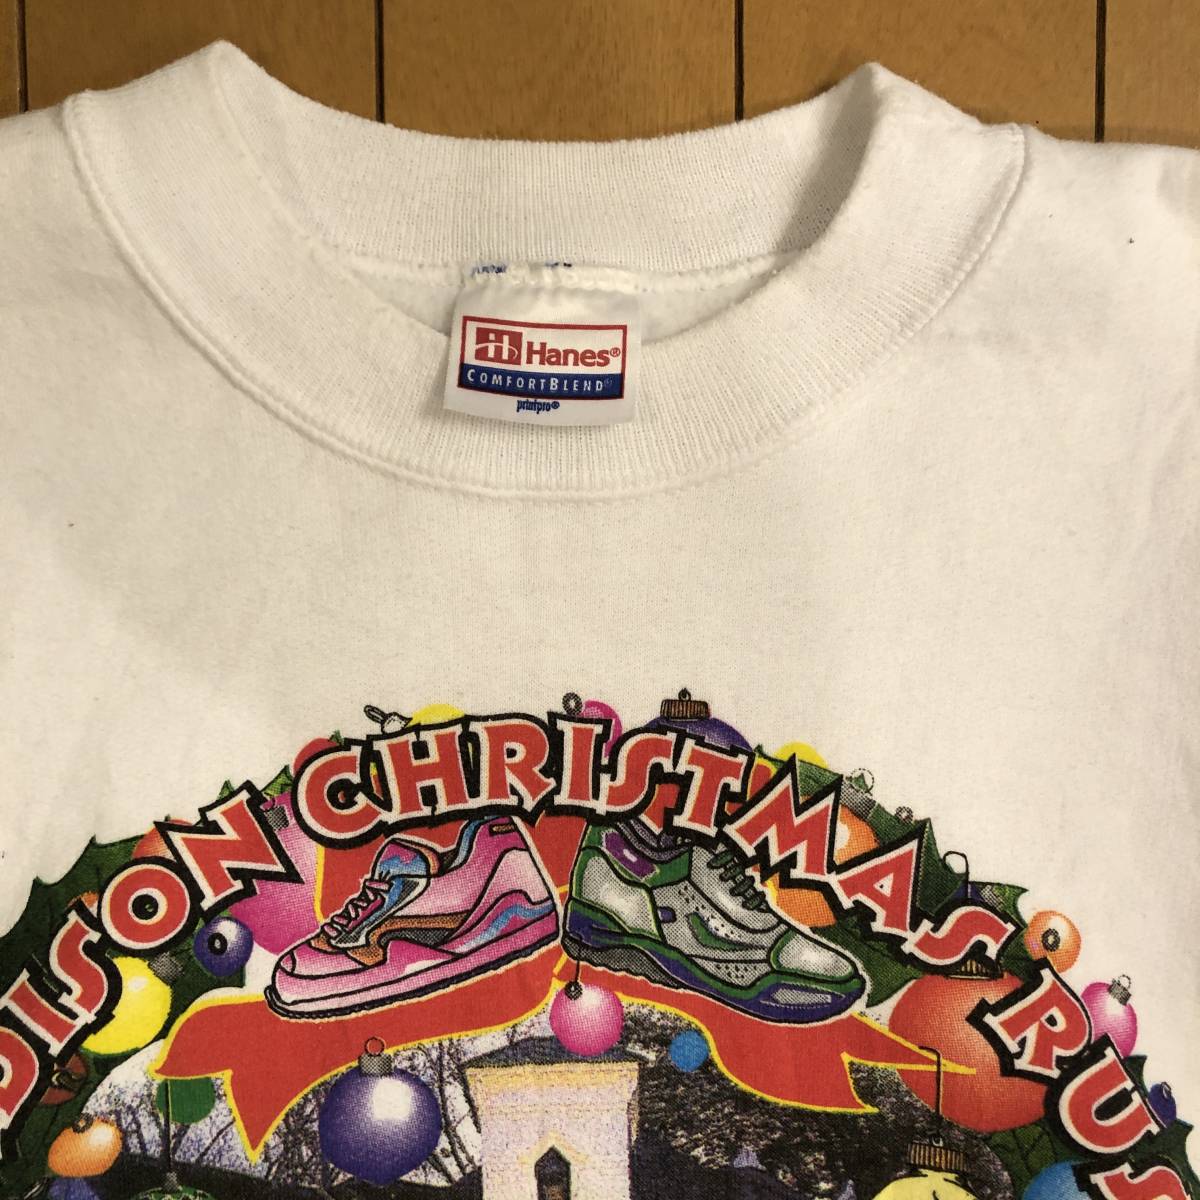 Hanes®
COMFORTBLEND®
printpro®
DISON CHRISTMAS RUS